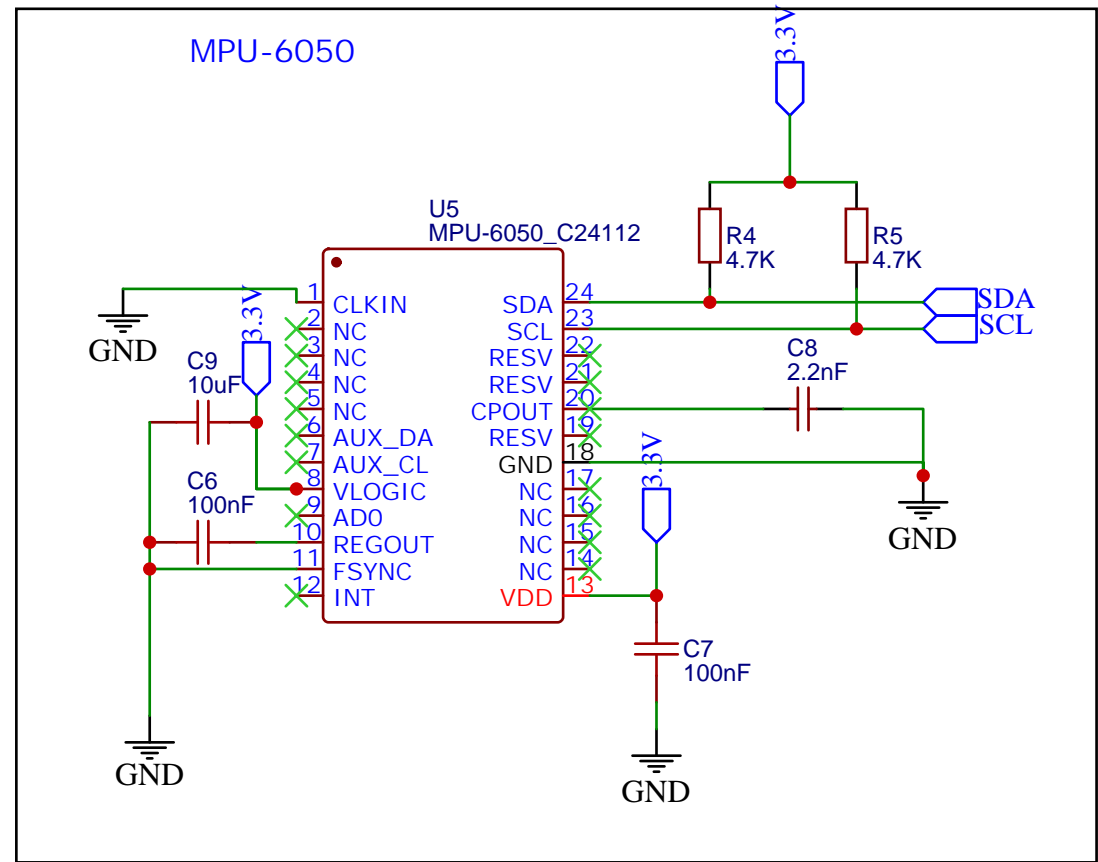 MPU-6050
3.3V
U5
MPU-6050_C24112
R4
4.7K
R5
4.7K
GND
3.3V
C9
10uF
C6
100nF
1 CLKIN
2 NC
3 NC
4 NC
5 NC
6 AUX_DA
7 AUX_CL
8 VLOGIC
9 AD0
10 REGOUT
11 FSYNC
12 INT
SDA 24
SCL 23
RESV 22
RESV 21
CPOUT 20
RESV 19
GND 18
NC 17
NC 16
NC 15
NC 14
VDD 13
SDA
SCL
C8
2.2nF
3.3V
GND
C7
100nF
GND
GND